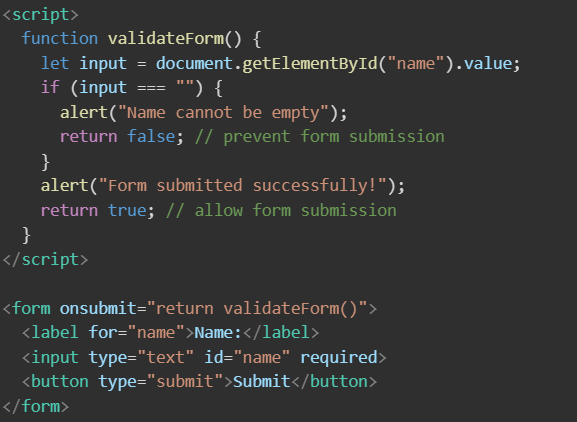 <script>
function validateForm() {
let input = document.getElementById("name").value;
if (input === "") {
alert("Name cannot be empty");
return false; // prevent form submission
}
alert("Form submitted successfully!");
return true; // allow form submission
}
</script>
<form onsubmit="return validateForm()">
<label for="name">Name:</label>
<input type="text" id="name" required>
<button type="submit">Submit</button>
</form>